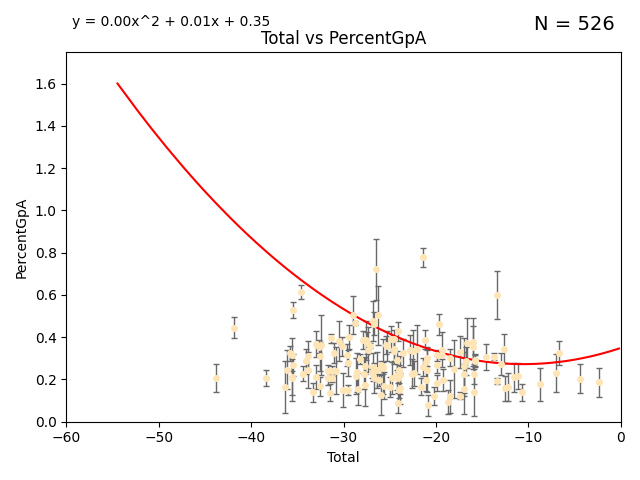 y = 0.00x^2 + 0.01x + 0.35
N = 526
Total vs PercentGpA
1.6
1.4
1.2
1.0
0.8
0.6
0.4
0.2
0.0
PercentGpA
−60 −50 −40 −30 −20 −10 0
Total